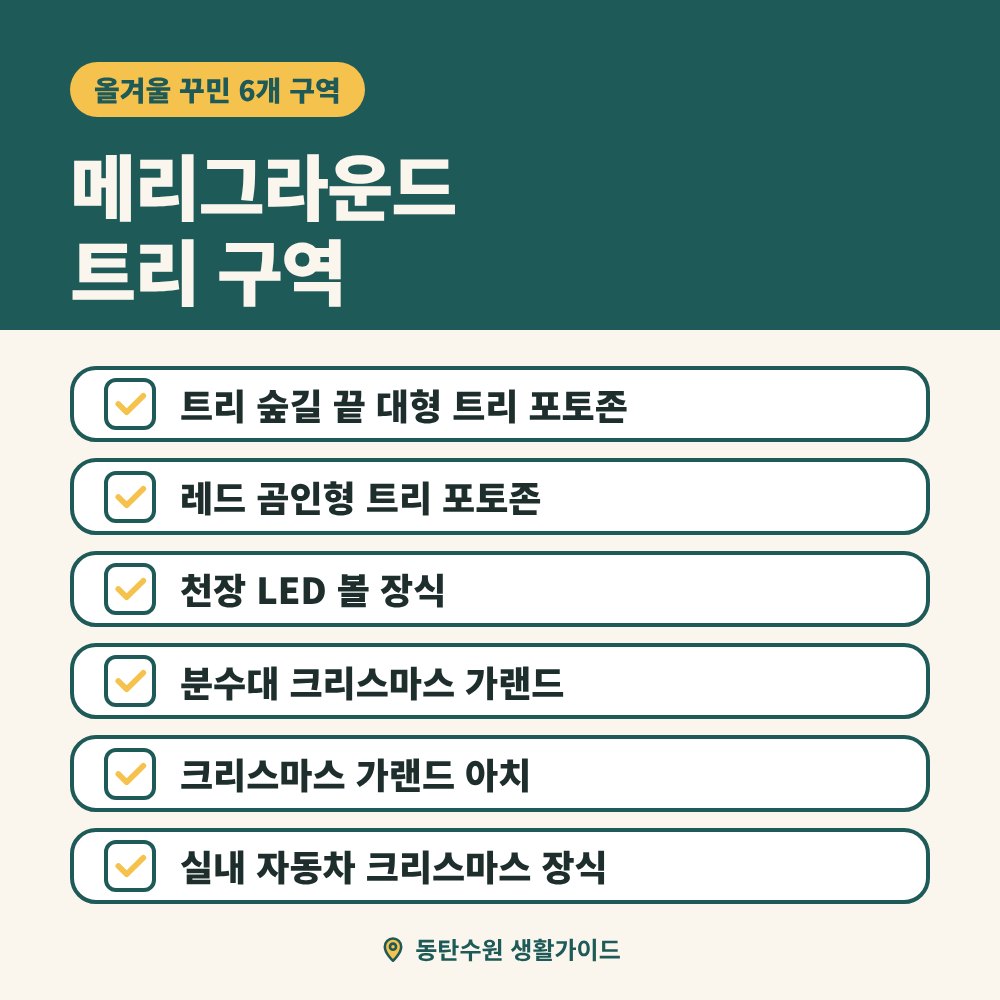 올겨울 꾸민 6개 구역
메리그라운드
트리 구역
트리 숲길 끝 대형 트리 포토존
레드 곰인형 트리 포토존
천장 LED 볼 장식
분수대 크리스마스 가랜드
크리스마스 가랜드 아치
실내 자동차 크리스마스 장식
동탄수원 생활가이드